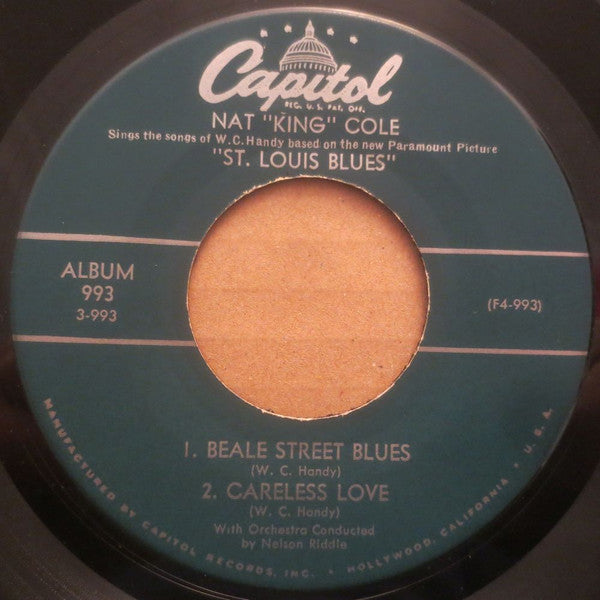 Capitol
REG. U.S. PAT. OFF.
NAT "KING" COLE
Sings the songs of W.C. Handy based on the new Paramount Picture
"ST. LOUIS BLUES"
ALBUM
993
3-993
(F4-993)
1. BEALE STREET BLUES
(W. C. Handy)
2. CARELESS LOVE
(W. C. Handy)
With Orchestra Conducted
by Nelson Riddle
MANUFACTURED BY CAPITOL RECORDS, INC. • HOLLYWOOD, CALIFORNIA • U.S.A.